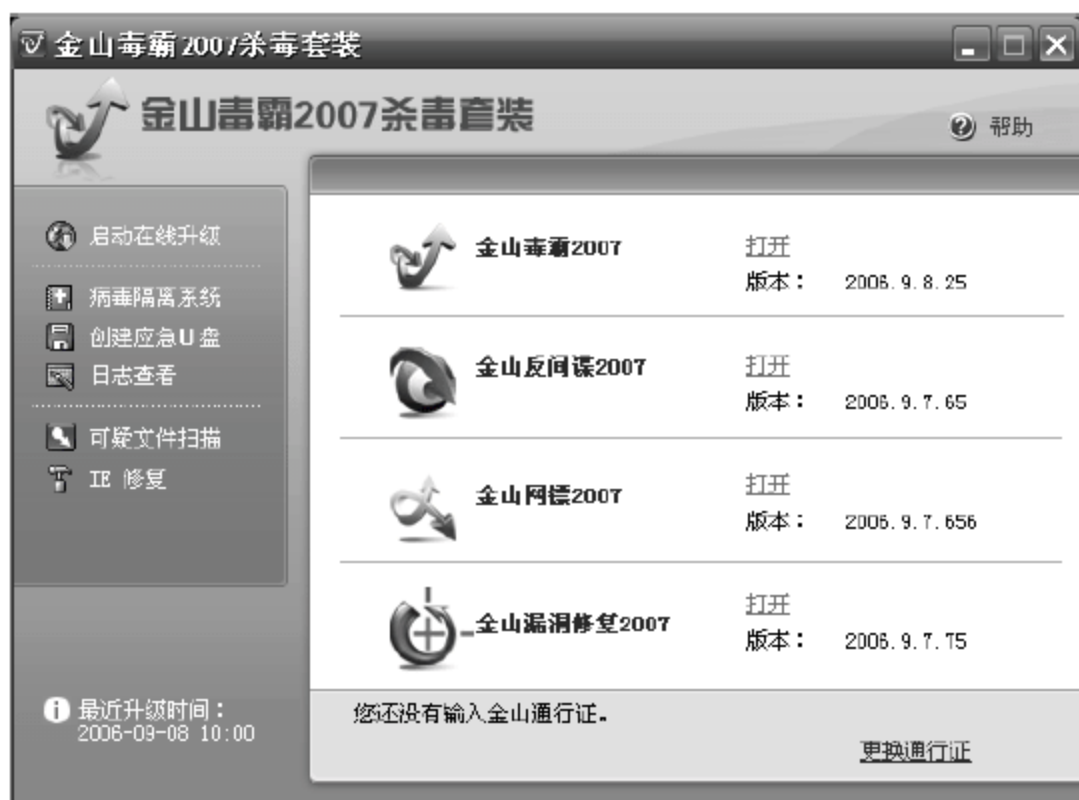 金山毒霸2007杀毒套装
金山毒霸2007杀毒套装
帮助
启动在线升级
病毒隔离系统
创建应急U盘
日志查看
可疑文件扫描
IE 修复
最近升级时间:
2006-09-08 10:00
金山毒霸2007
打开
版本: 2006.9.8.25
金山反间谍2007
打开
版本: 2006.9.7.65
金山网镖2007
打开
版本: 2006.9.7.656
金山漏洞修复2007
打开
版本: 2006.9.7.75
您还没有输入金山通行证。
更换通行证